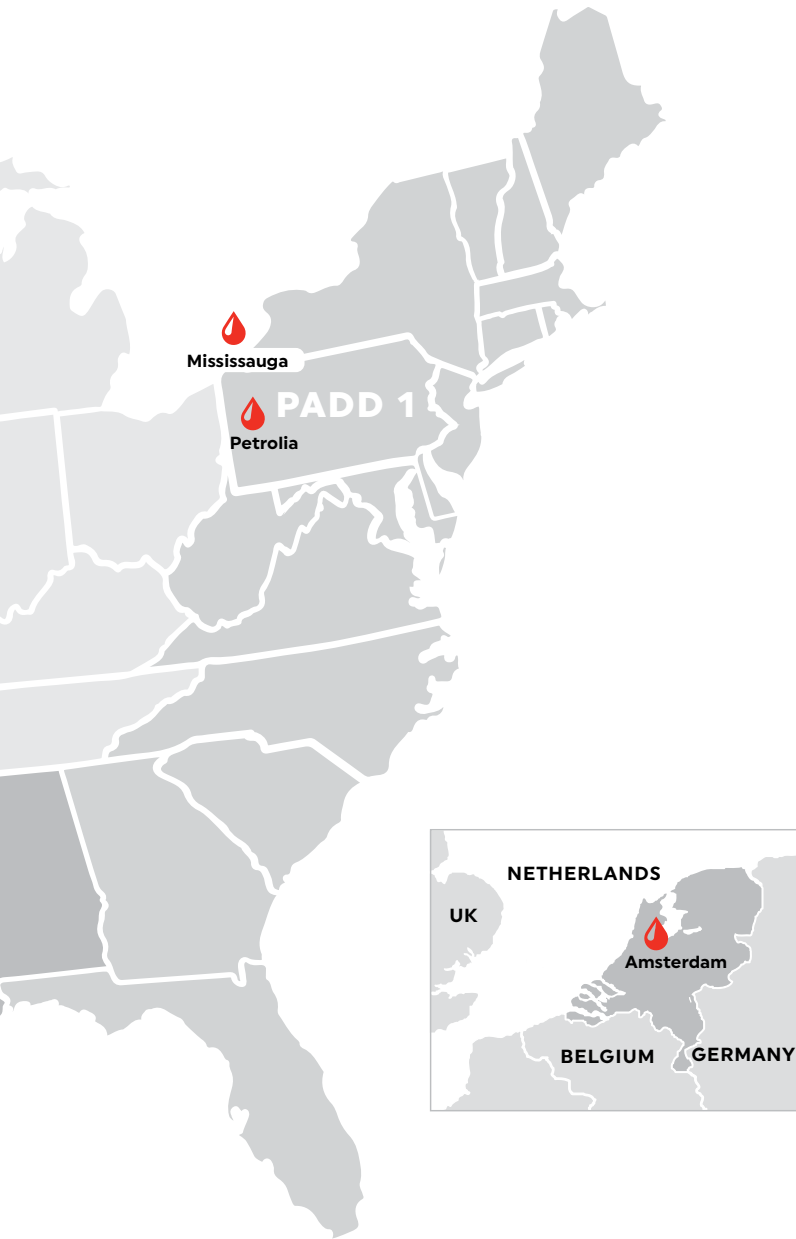 Mississauga
PADD 1
Petrolia
NETHERLANDS
UK
Amsterdam
BELGIUM
GERMANY